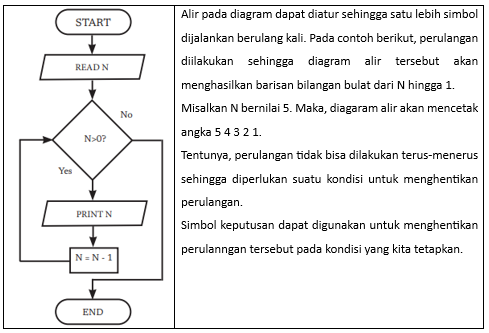 START
READ N
No
N>0?
Yes
PRINT N
N = N - 1
END
Alir pada diagram dapat diatur sehingga satu lebih simbol
dijalankan berulang kali. Pada contoh berikut, perulangan
diilakukan sehingga diagram alir tersebut akan
menghasilkan barisan bilangan bulat dari N hingga 1.
Misalkan N bernilai 5. Maka, diagaram alir akan mencetak
angka 5 4 3 2 1.
Tentunya, perulangan tidak bisa dilakukan terus-menerus
sehingga diperlukan suatu kondisi untuk menghentikan
perulangan.
Simbol keputusan dapat digunakan untuk menghentikan
perulanngan tersebut pada kondisi yang kita tetapkan.